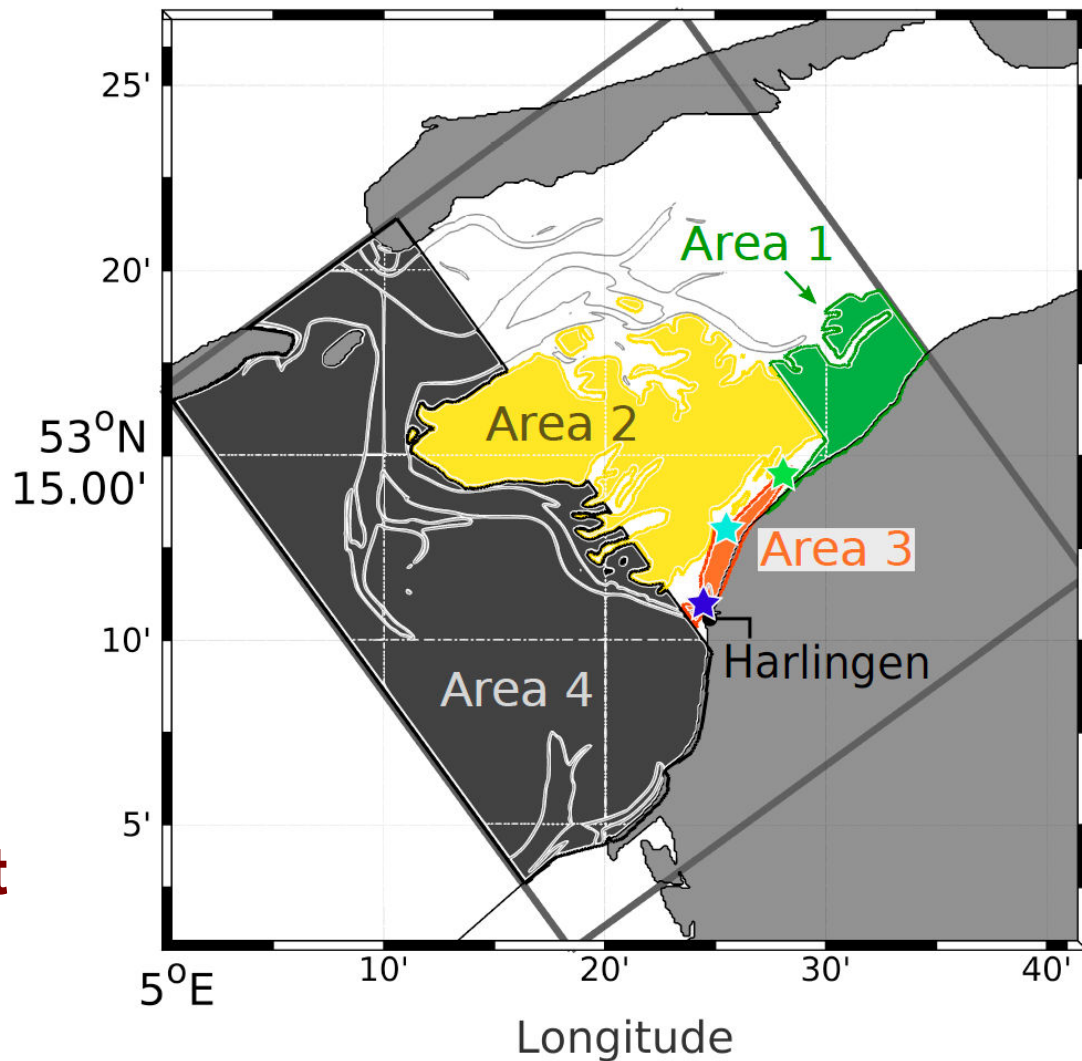 25'
Area 1
20'
Area 2
53°N
15.00'
Area 3
10'
Harlingen
Area 4
5'
t
5°E
10'
20'
30'
40'
Longitude